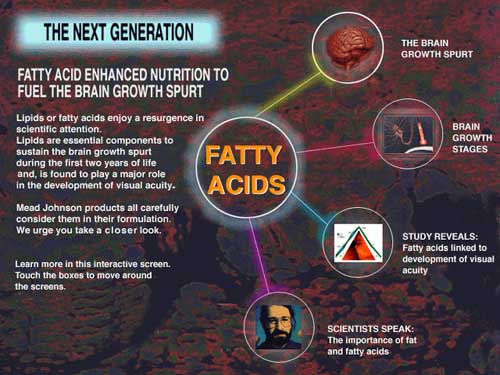 THE NEXT GENERATION
FATTY ACID ENHANCED NUTRITION TO
FUEL THE BRAIN GROWTH SPURT
Lipids or fatty acids enjoy a resurgence in
scientific attention.
Lipids are essential components to
sustain the brain growth spurt
during the first two years of life
and, is found to play a major role
in the development of visual acuity.
Mead Johnson products all carefully
consider them in their formulation.
We urge you take a closer look.
Learn more in this interactive screen.
Touch the boxes to move around
the screens.
FATTY
ACIDS
THE BRAIN
GROWTH SPURT
BRAIN
GROWTH
STAGES
STUDY REVEALS:
Fatty acids linked to
development of visual
acuity
SCIENTISTS SPEAK:
The importance of fat
and fatty acids